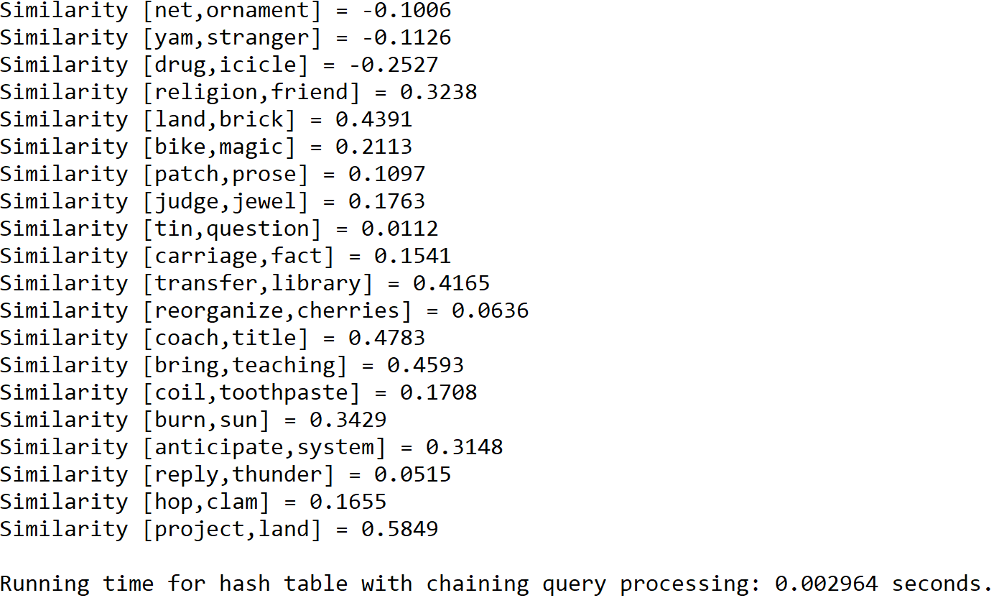 Similarity [net,ornament] = -0.1006
Similarity [yam,stranger] = -0.1126
Similarity [drug,icicle] = -0.2527
Similarity [religion,friend] = 0.3238
Similarity [land,brick] = 0.4391
Similarity [bike,magic] = 0.2113
Similarity [patch,prose] = 0.1097
Similarity [judge,jewel] = 0.1763
Similarity [tin,question] = 0.0112
Similarity [carriage,fact] = 0.1541
Similarity [transfer,library] = 0.4165
Similarity [reorganize,cherries] = 0.0636
Similarity [coach,title] = 0.4783
Similarity [bring,teaching] = 0.4593
Similarity [coil,toothpaste] = 0.1708
Similarity [burn,sun] = 0.3429
Similarity [anticipate,system] = 0.3148
Similarity [reply,thunder] = 0.0515
Similarity [hop,clam] = 0.1655
Similarity [project,land] = 0.5849
Running time for hash table with chaining query processing: 0.002964 seconds.